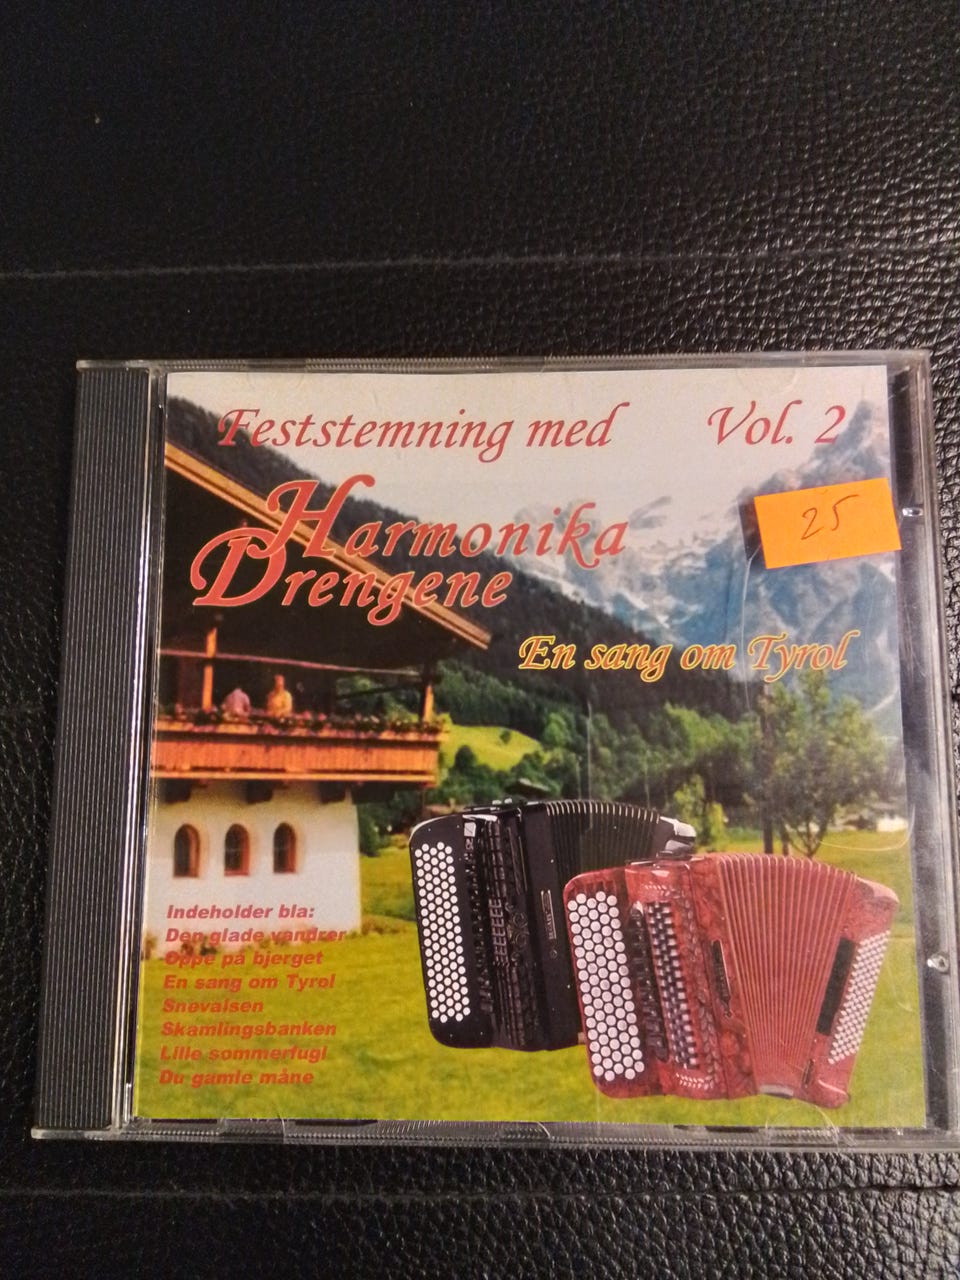 Feststemning med Vol. 2
Harmonika
Drengene
25
En sang om Tyrol
Indeholder bla:
Den glade vandrer
Oppe på bjerget
En sang om Tyrol
Snevalsen
Skamlingsbanken
Lille sommerfugl
Du gamle måne